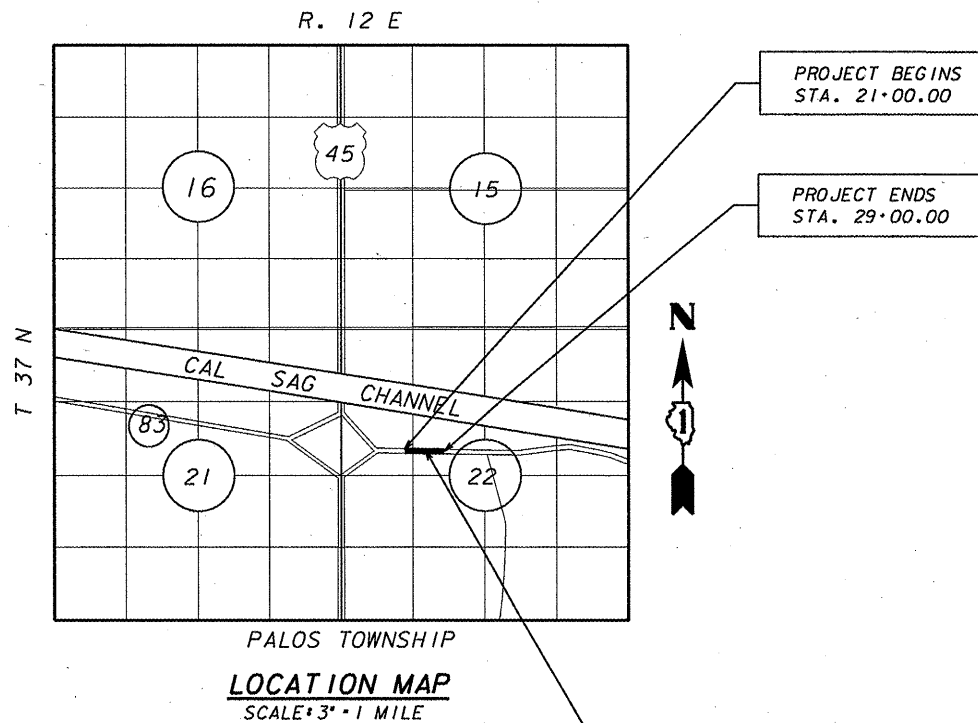 R. 12 E
PROJECT BEGINS
STA. 21+00.00
45
16
15
PROJECT ENDS
STA. 29+00.00
T 37 N
N
CAL SAG CHANNEL
1
83
21
22
PALOS TOWNSHIP
LOCATION MAP
SCALE: 3" = 1 MILE